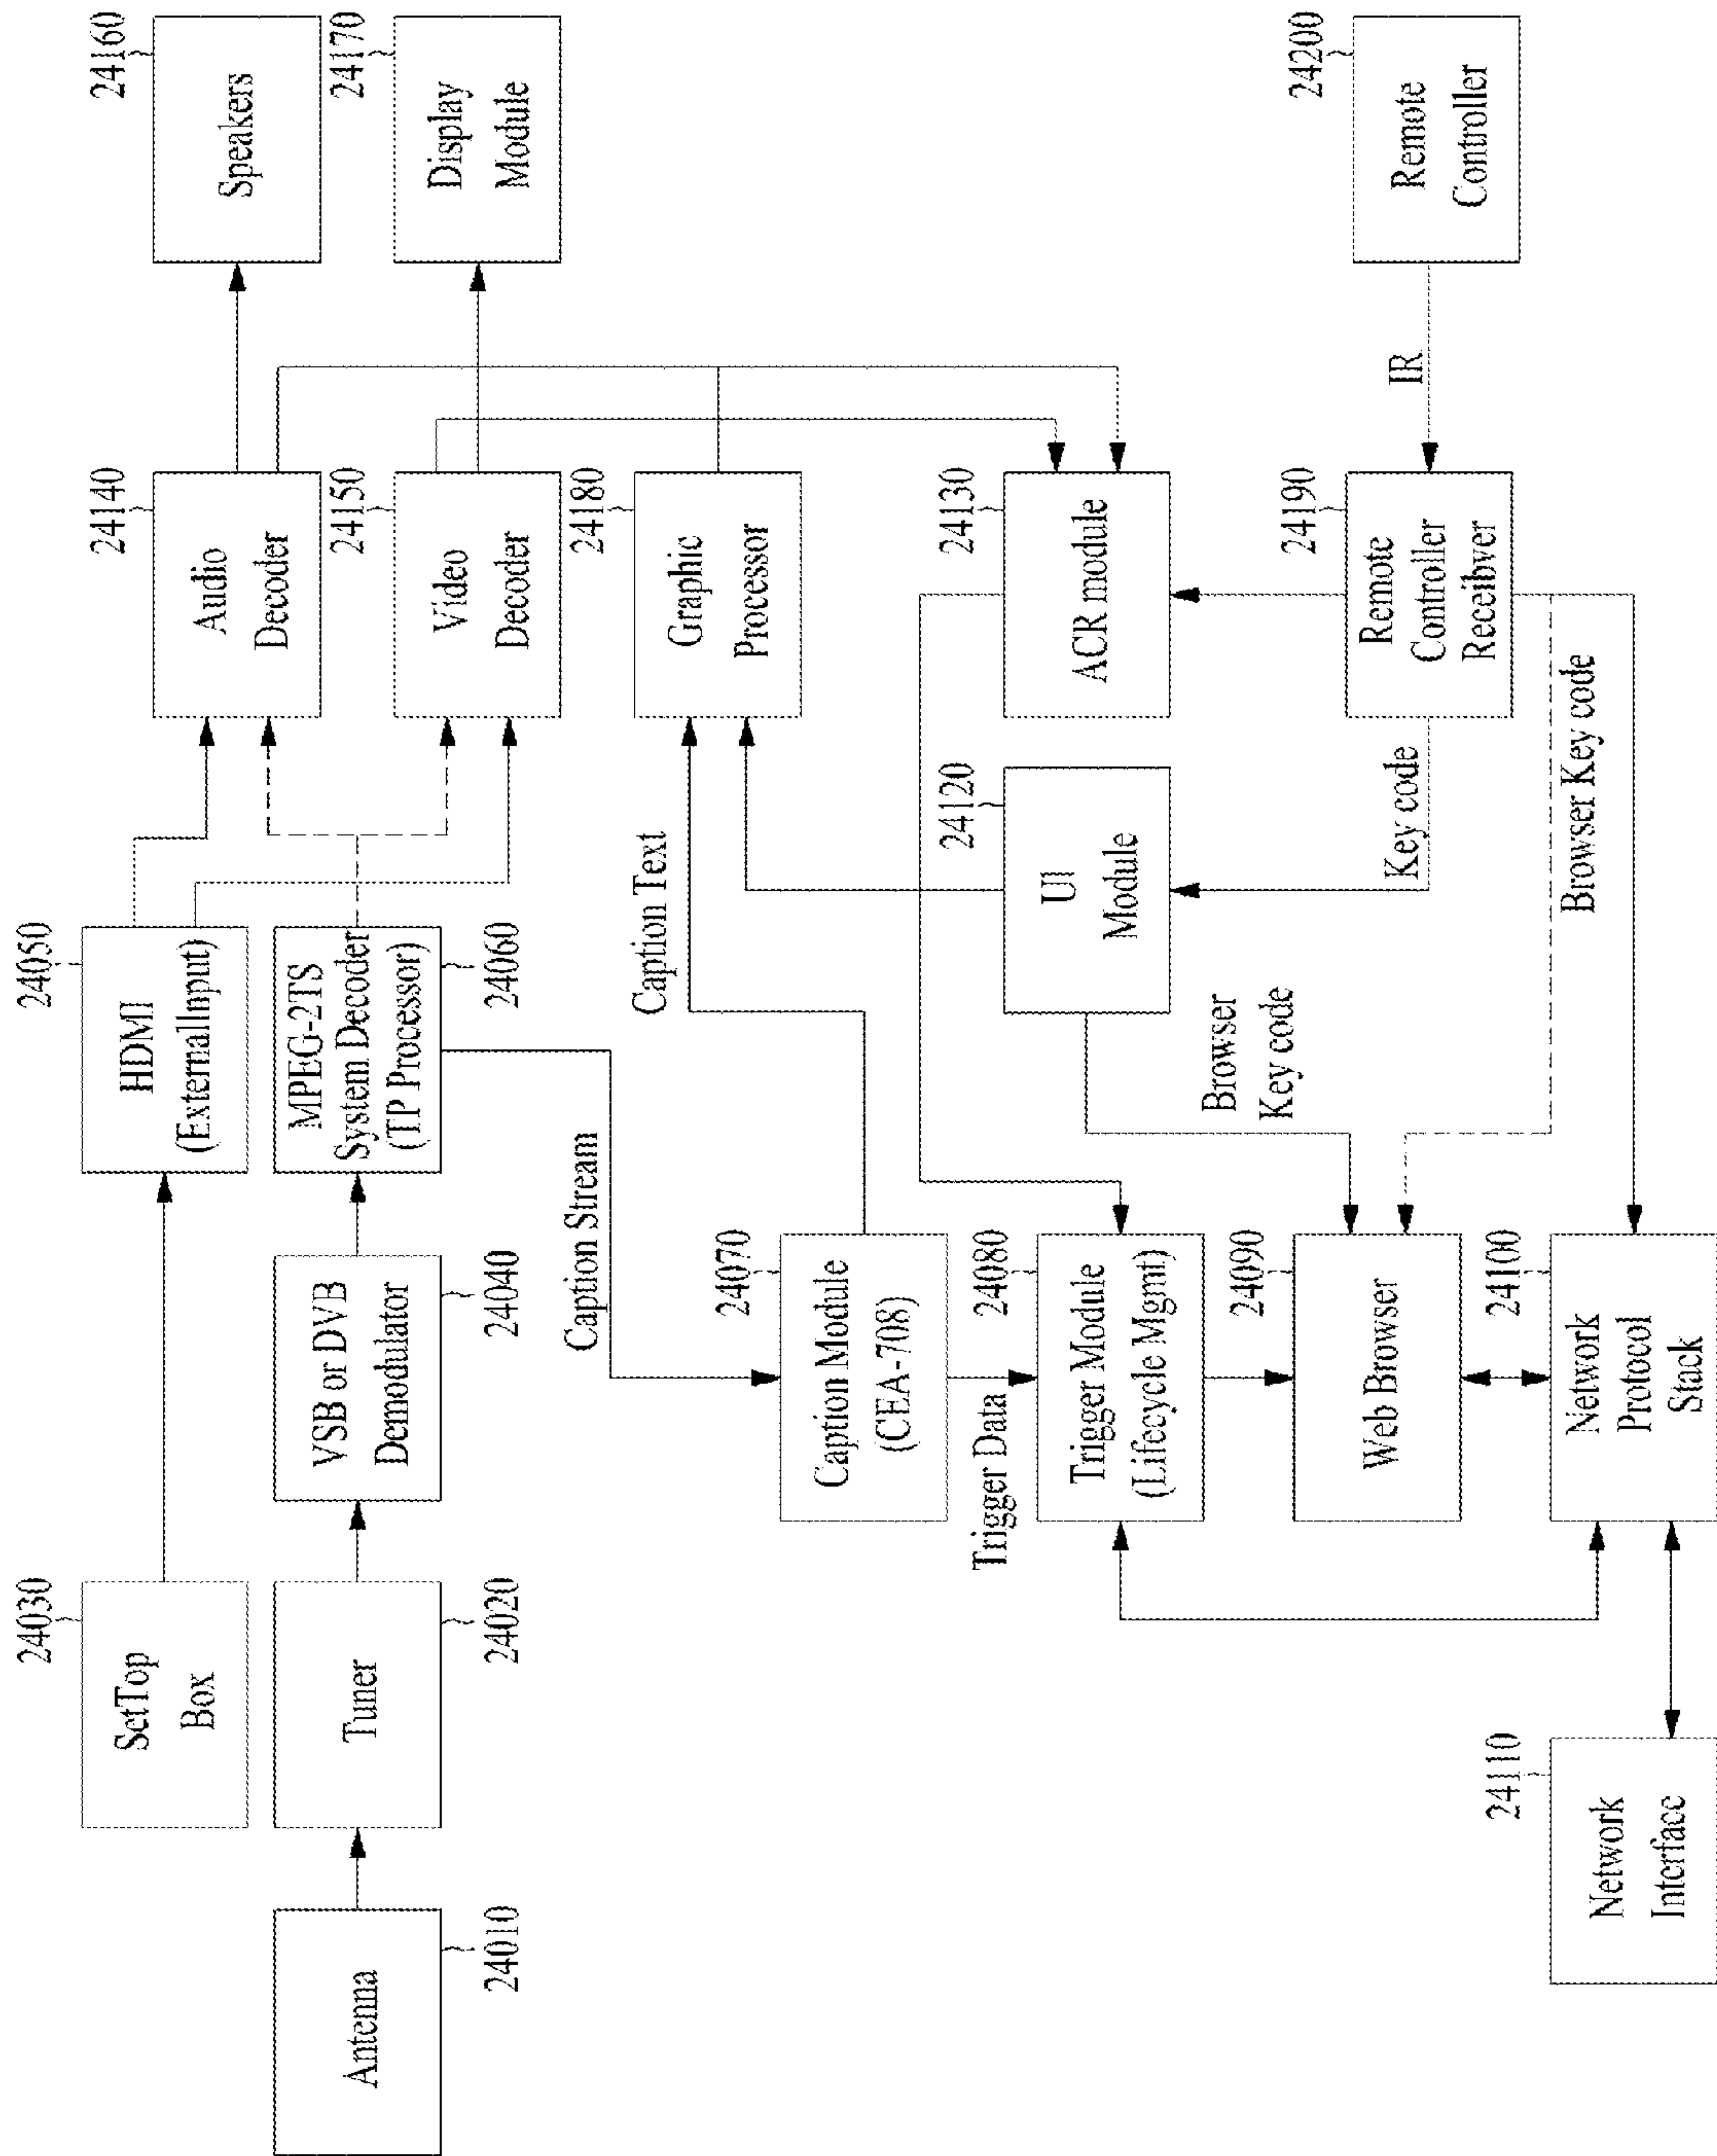 24030
SetTop
Box
24050
HDMI
(ExternalInput)
24140
Audio
Decoder
24160
Speakers
Antenna
24010
Tuner
24020
VSB or DVB
Demodulator
24040
MPEG-2TS
System Decoder
(TP Processor)
24060
24150
Video
Decoder
24170
Display
Module
Caption Stream
Caption Text
24180
Graphic
Processor
24070
Caption Module
(CEA-708)
Trigger Data
24080
Trigger Module
(Lifecycle Mgmt)
24120
UI
Module
24130
ACR module
Browser
Key code
24090
Web Browser
Key code
24190
Remote
Controller
Receibver
IR
24200
Remote
Controller
Browser Key code
24110
Network
Interface
24100
Network
Protocol
Stack